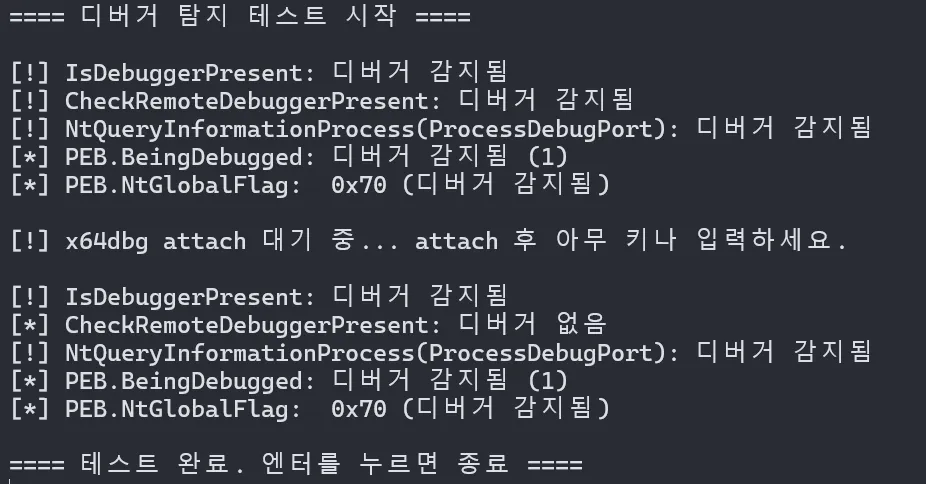 ==== 디버거 탐지 테스트 시작 ====
[!] IsDebuggerPresent: 디버거 감지됨
[!] CheckRemoteDebuggerPresent: 디버거 감지됨
[!] NtQueryInformationProcess(ProcessDebugPort): 디버거 감지됨
[*] PEB.BeingDebugged: 디버거 감지됨 (1)
[*] PEB.NtGlobalFlag:  0x70 (디버거 감지됨)
[!] x64dbg attach 대기 중... attach 후 아무 키나 입력하세요.
[!] IsDebuggerPresent: 디버거 감지됨
[*] CheckRemoteDebuggerPresent: 디버거 없음
[!] NtQueryInformationProcess(ProcessDebugPort): 디버거 감지됨
[*] PEB.BeingDebugged: 디버거 감지됨 (1)
[*] PEB.NtGlobalFlag:  0x70 (디버거 감지됨)
==== 테스트 완료. 엔터를 누르면 종료 ====